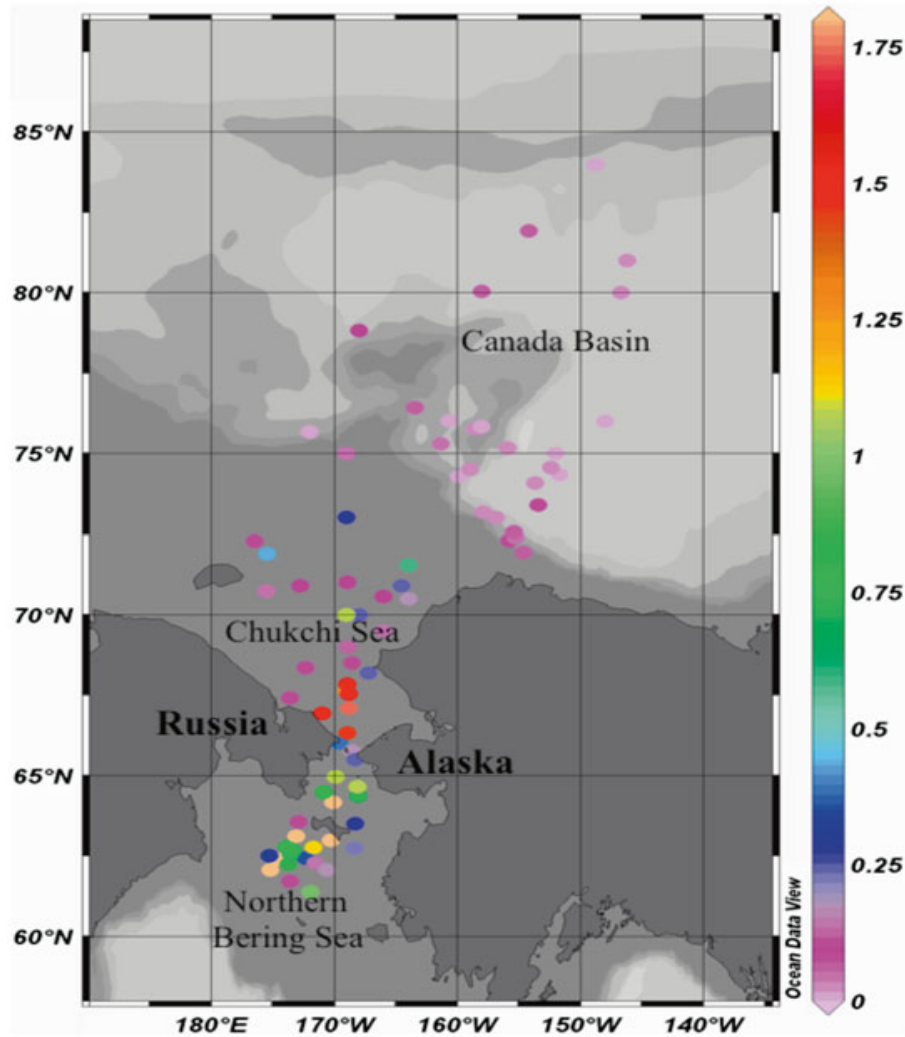 85°N
80°N
75°N
70°N
65°N
60°N
180°E
170°W
160°W
150°W
140°W
Canada Basin
Chukchi Sea
Russia
Alaska
Northern
Bering Sea
Ocean Data View
1.75
1.5
1.25
1
0.75
0.5
0.25
0